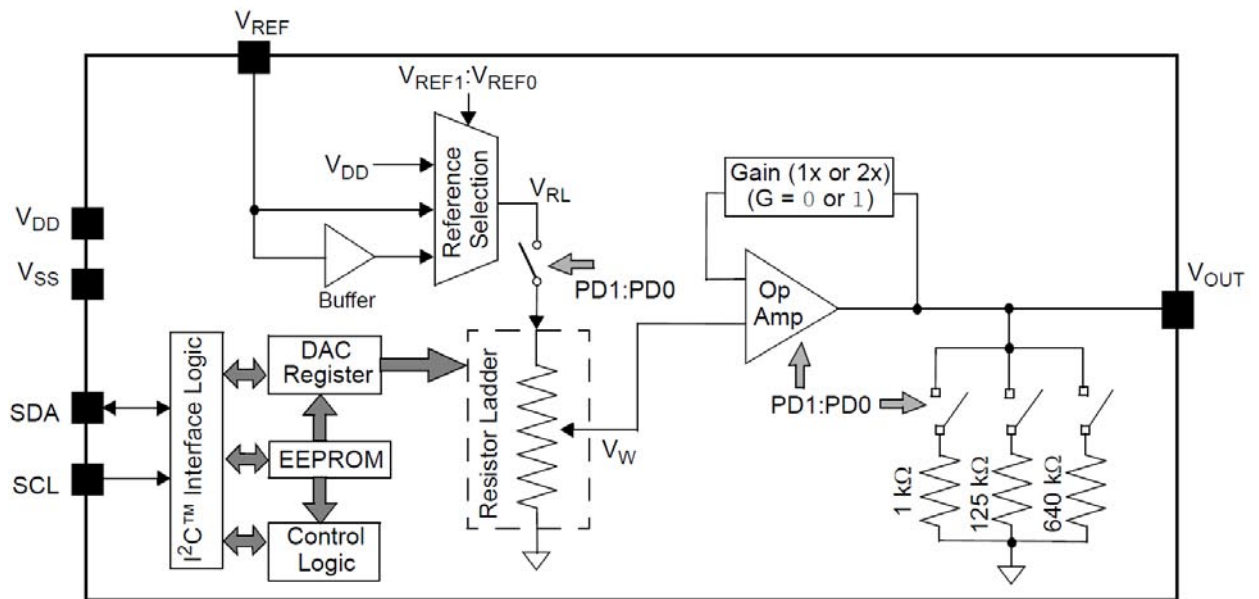 VREF
VREF1:VREF0
VDD
Reference
Selection
VRL
Buffer
PD1:PD0
Gain (1x or 2x)
(G = 0 or 1)
Op
Amp
VOUT
VDD
VSS
SDA
SCL
I²C™ Interface Logic
DAC
Register
EEPROM
Control
Logic
Resistor Ladder
VW
PD1:PD0
1 kΩ
125 kΩ
640 kΩ